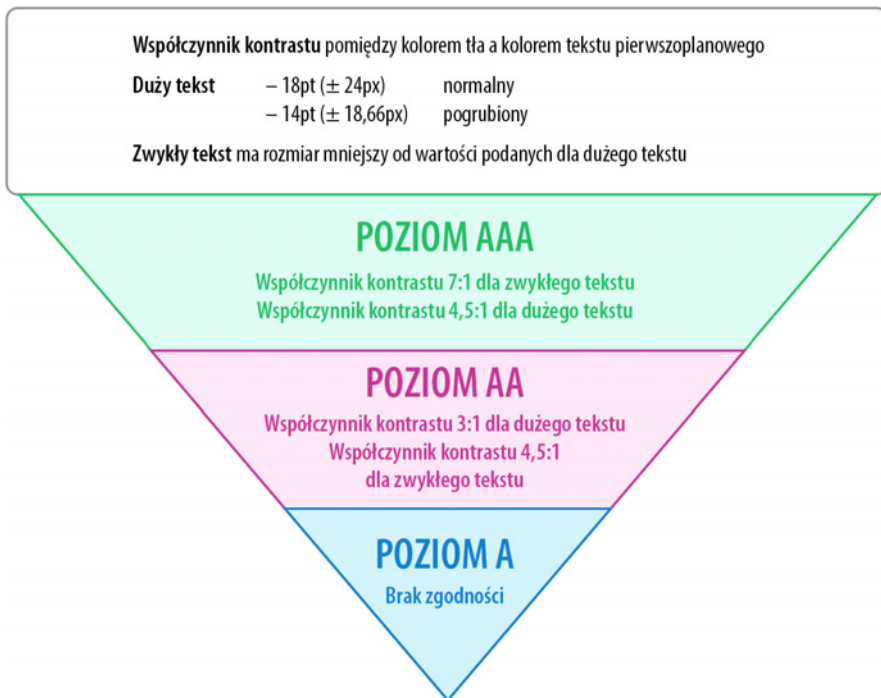 Współczynnik kontrastu pomiędzy kolorem tła a kolorem tekstu pierwszoplanowego
Duży tekst – 18pt (± 24px) normalny
– 14pt (± 18,66px) pogrubiony
Zwykły tekst ma rozmiar mniejszy od wartości podanych dla dużego tekstu
POZIOM AAA
Współczynnik kontrastu 7:1 dla zwykłego tekstu
Współczynnik kontrastu 4,5:1 dla dużego tekstu
POZIOM AA
Współczynnik kontrastu 3:1 dla dużego tekstu
Współczynnik kontrastu 4,5:1
dla zwykłego tekstu
POZIOM A
Brak zgodności